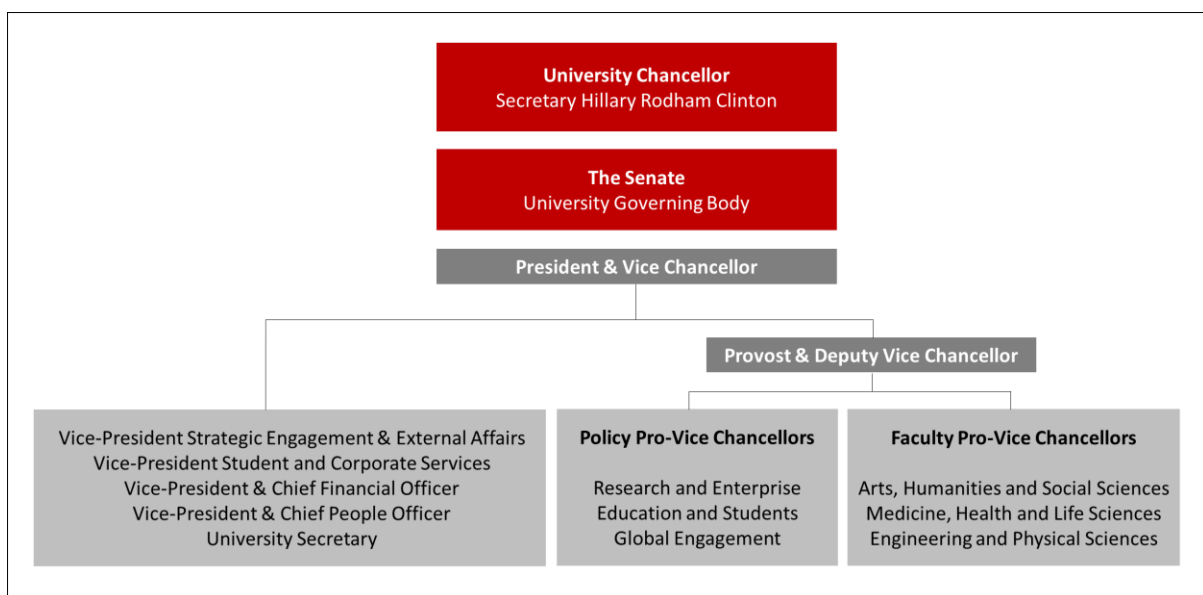 University Chancellor
Secretary Hillary Rodham Clinton
The Senate
University Governing Body
President & Vice Chancellor
Provost & Deputy Vice Chancellor
Vice-President Strategic Engagement & External Affairs
Vice-President Student and Corporate Services
Vice-President & Chief Financial Officer
Vice-President & Chief People Officer
University Secretary
Policy Pro-Vice Chancellors
Research and Enterprise
Education and Students
Global Engagement
Faculty Pro-Vice Chancellors
Arts, Humanities and Social Sciences
Medicine, Health and Life Sciences
Engineering and Physical Sciences